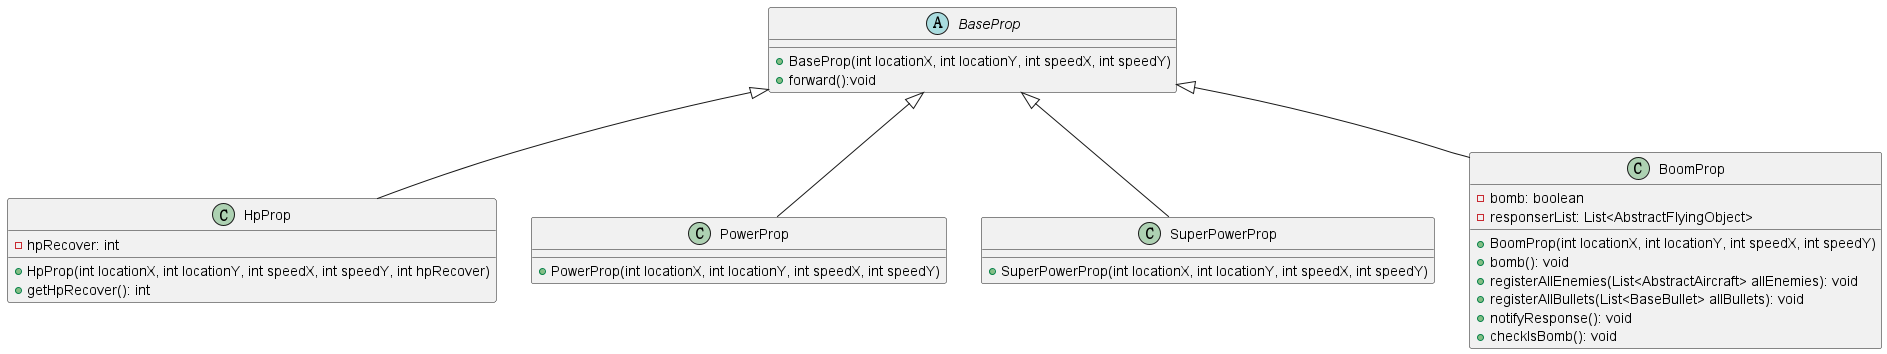 A BaseProp
BaseProp(int locationX, int locationY, int speedX, int speedY)
forward():void
C HpProp
hpRecover: int
HpProp(int locationX, int locationY, int speedX, int speedY, int hpRecover)
getHpRecover(): int
C PowerProp
PowerProp(int locationX, int locationY, int speedX, int speedY)
C SuperPowerProp
SuperPowerProp(int locationX, int locationY, int speedX, int speedY)
C BoomProp
bomb: boolean
responserList: List<AbstractFlyingObject>
BoomProp(int locationX, int locationY, int speedX, int speedY)
bomb(): void
registerAllEnemies(List<AbstractAircraft> allEnemies): void
registerAllBullets(List<BaseBullet> allBullets): void
notifyResponse(): void
checkIsBomb(): void